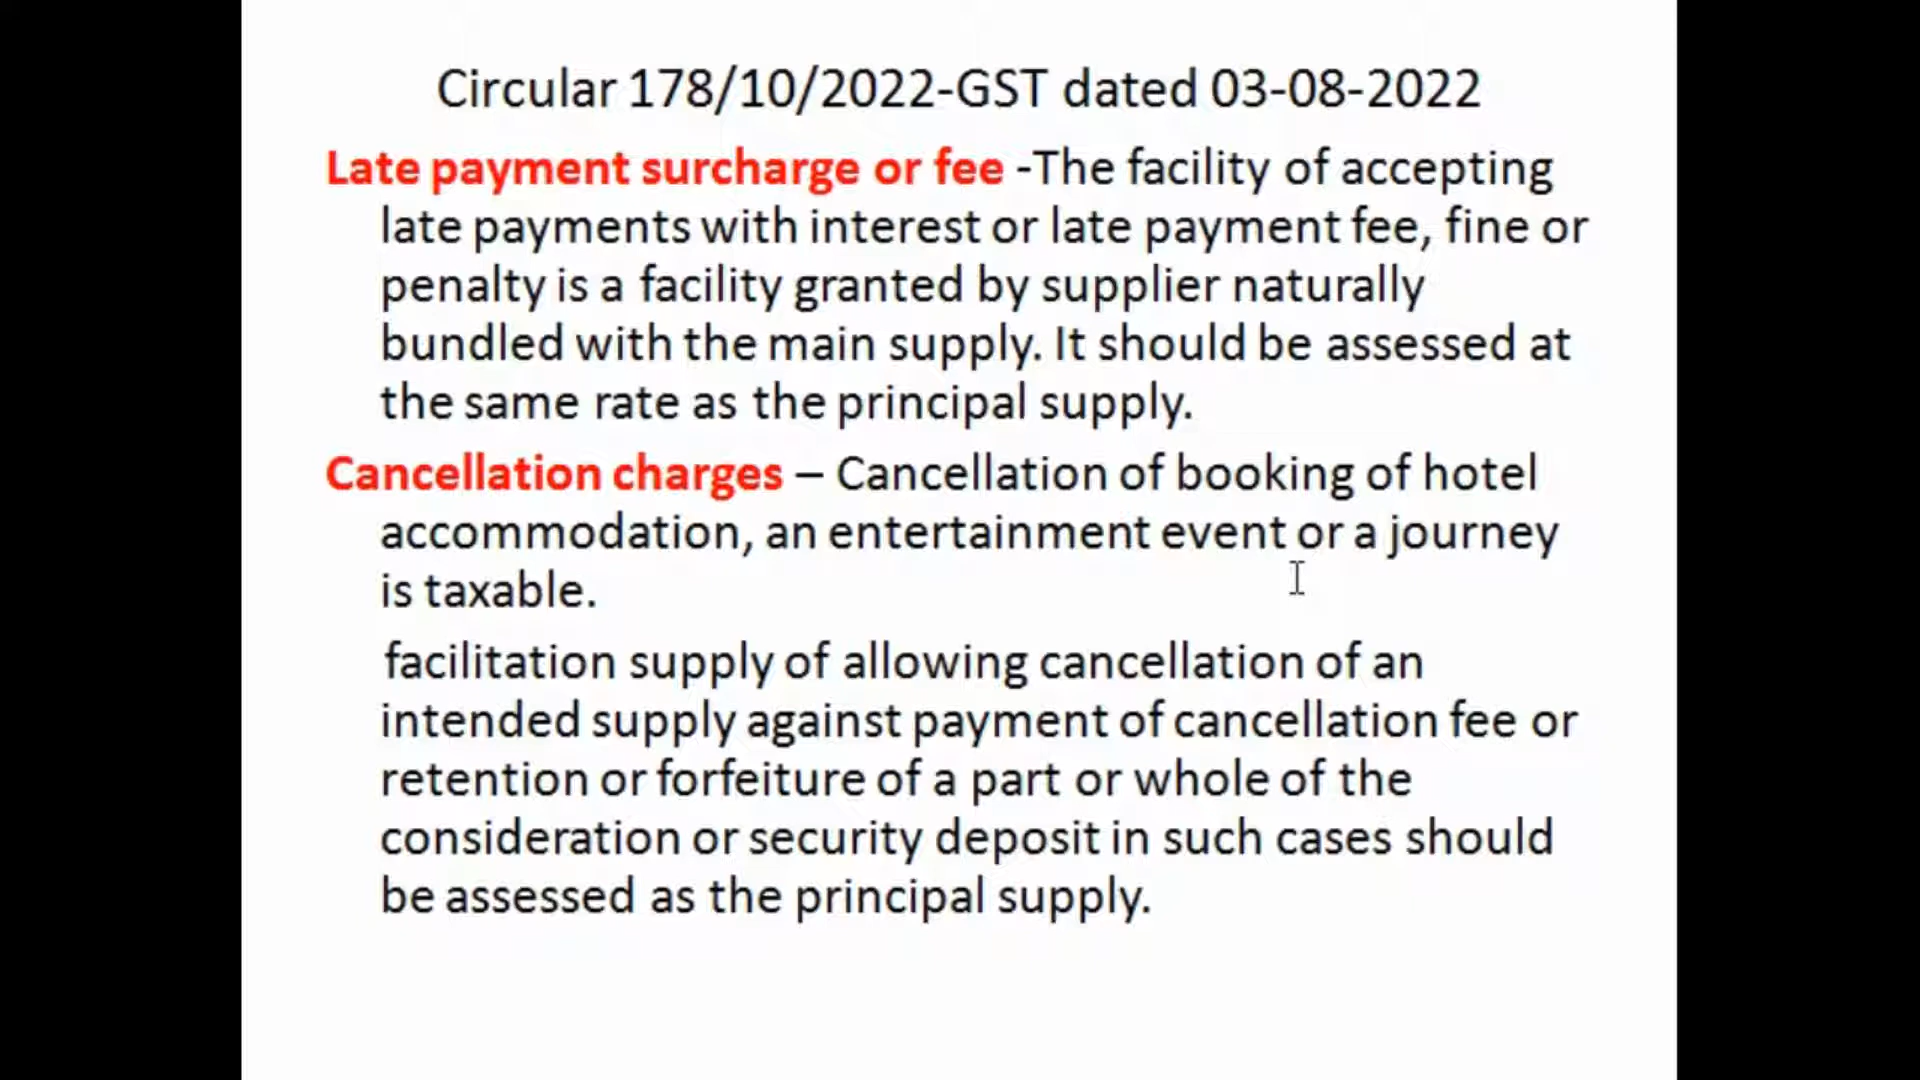 Circular 178/10/2022-GST dated 03-08-2022
Late payment surcharge or fee -The facility of accepting
late payments with interest or late payment fee, fine or
penalty is a facility granted by supplier naturally
bundled with the main supply. It should be assessed at
the same rate as the principal supply.
Cancellation charges – Cancellation of booking of hotel
accommodation, an entertainment event or a journey
is taxable.
facilitation supply of allowing cancellation of an
intended supply against payment of cancellation fee or
retention or forfeiture of a part or whole of the
consideration or security deposit in such cases should
be assessed as the principal supply.